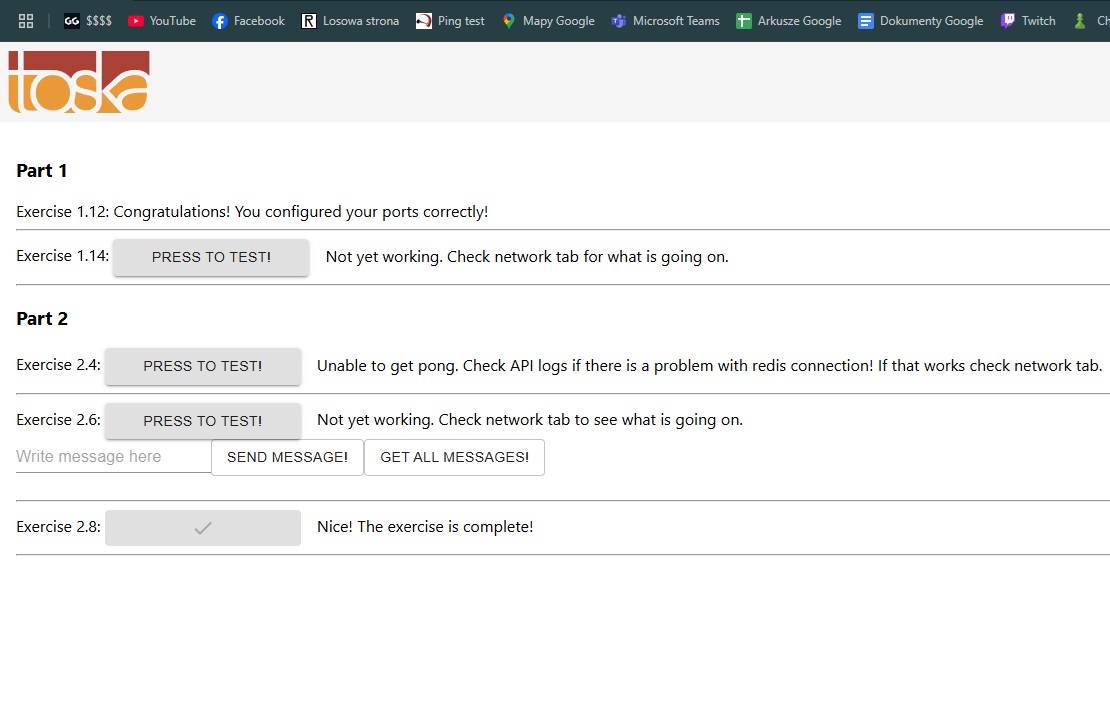 GG $$$$ YouTube Facebook R Losowa strona Ping test Mapy Google Microsoft Teams Arkusze Google Dokumenty Google Twitch Ch
toska
Part 1
Exercise 1.12: Congratulations! You configured your ports correctly!
Exercise 1.14: PRESS TO TEST! Not yet working. Check network tab for what is going on.
Part 2
Exercise 2.4: PRESS TO TEST! Unable to get pong. Check API logs if there is a problem with redis connection! If that works check network tab.
Exercise 2.6: PRESS TO TEST! Not yet working. Check network tab to see what is going on.
Write message here SEND MESSAGE! GET ALL MESSAGES!
Exercise 2.8: Nice! The exercise is complete!